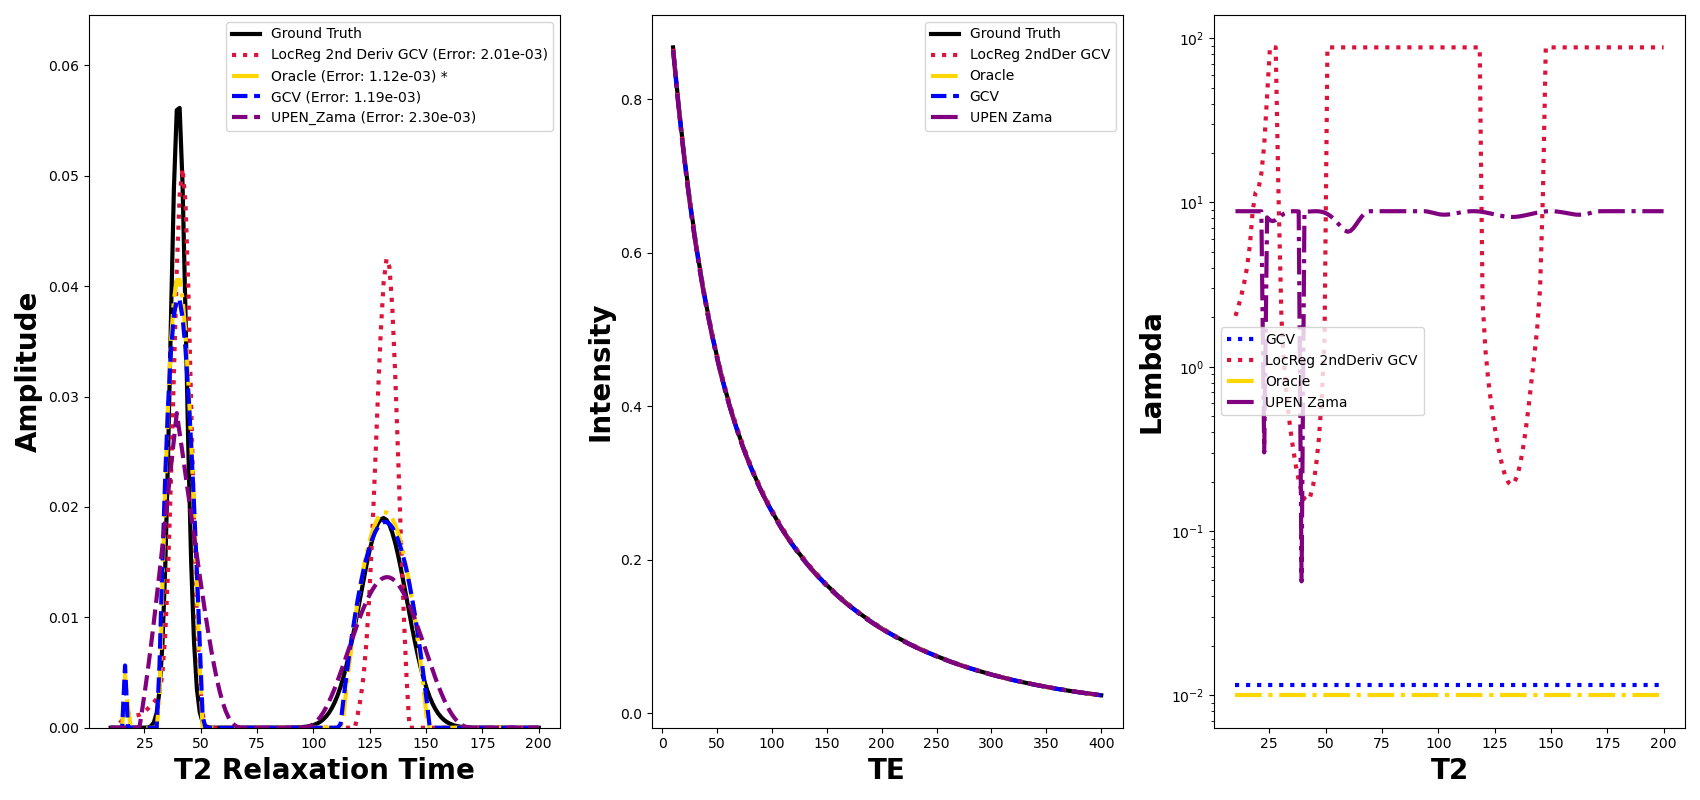 Ground Truth
LocReg 2nd Deriv GCV (Error: 2.01e-03)
Oracle (Error: 1.12e-03) *
GCV (Error: 1.19e-03)
UPEN_Zama (Error: 2.30e-03)
0.06
0.05
0.04
0.03
0.02
0.01
0.00
25 50 75 100 125 150 175 200
Amplitude
T2 Relaxation Time
Ground Truth
LocReg 2ndDer GCV
Oracle
GCV
UPEN Zama
0.8
0.6
0.4
0.2
0.0
0 50 100 150 200 250 300 350 400
Intensity
TE
10²
10¹
10⁰
10⁻¹
10⁻²
GCV
LocReg 2ndDeriv GCV
Oracle
UPEN Zama
25 50 75 100 125 150 175 200
Lambda
T2